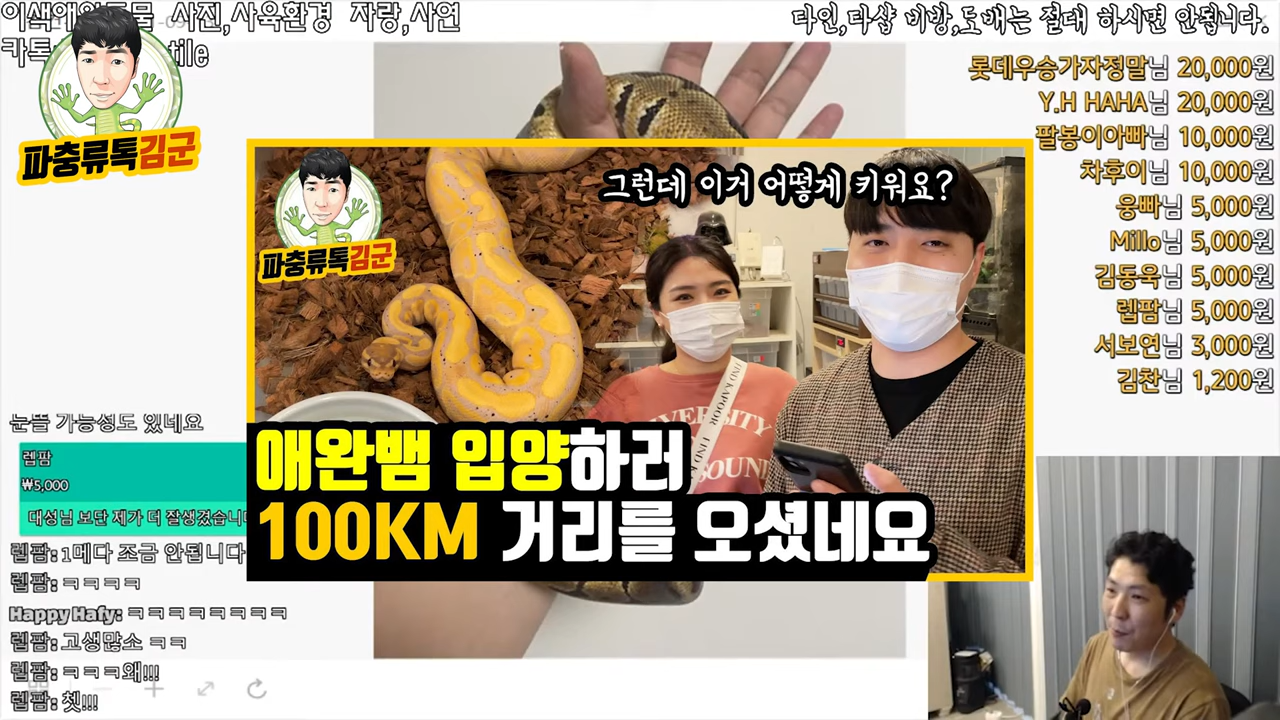 이색애완동물 사진,사육환경 자랑,사연
카톡
tile
파충류톡김군
타인,타샵 비방,도배는 절대 하시면 안됩니다.
롯데우승가자정말님 20,000원
Y.H HAHA님 20,000원
팔봉이아빠님 10,000원
차후이님 10,000원
웅빠님 5,000원
Millo님 5,000원
김동욱님 5,000원
렙팜님 5,000원
서보연님 3,000원
김찬님 1,200원
그런데 이거 어떻게 키워요?
파충류톡김군
FIND KAPOOR
FIND K
UNIVERSITY
SOUND
애완뱀 입양하러
100KM 거리를 오셨네요
눈뜰 가능성도 있네요
렙팜
₩5,000
대성님 보단 제가 더 잘생겼습니
렙팜: 1메다 조금 안됩니다
렙팜: ㅋㅋㅋㅋ
Happy Hafy: ㅋㅋㅋㅋㅋㅋㅋㅋ
렙팜: 고생많소 ㅋㅋ
렙팜: ㅋㅋㅋ왜!!!
렙팜: 쳇!!!